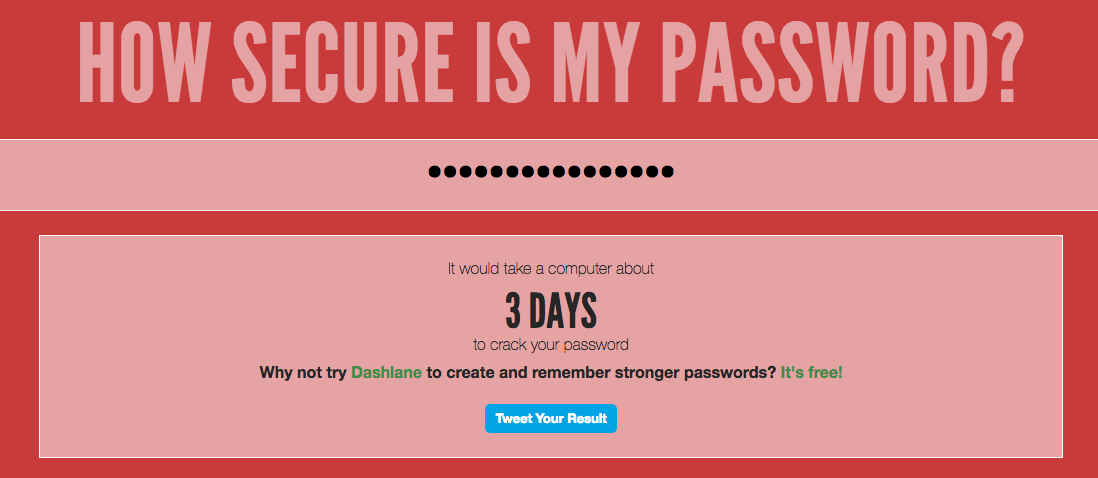 HOW SECURE IS MY PASSWORD?
••••••••••••••••
It would take a computer about
3 DAYS
to crack your password
Why not try Dashlane to create and remember stronger passwords? It's free!
Tweet Your Result